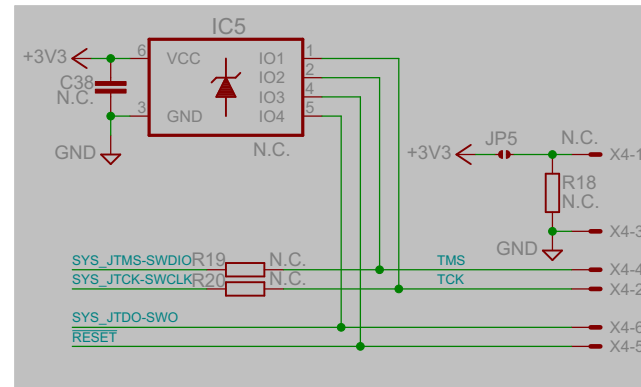 IC5
+3V3
6
VCC
IO1
1
IO2
2
C38
N.C.
IO3
4
3
GND
IO4
5
GND
N.C.
JP5
N.C.
+3V3
X4-1
R18
N.C.
X4-3
GND
SYS_JTMS-SWDIO
R19
N.C.
TMS
X4-4
SYS_JTCK-SWCLK
R20
N.C.
TCK
X4-2
SYS_JTDO-SWO
X4-6
RESET
X4-5